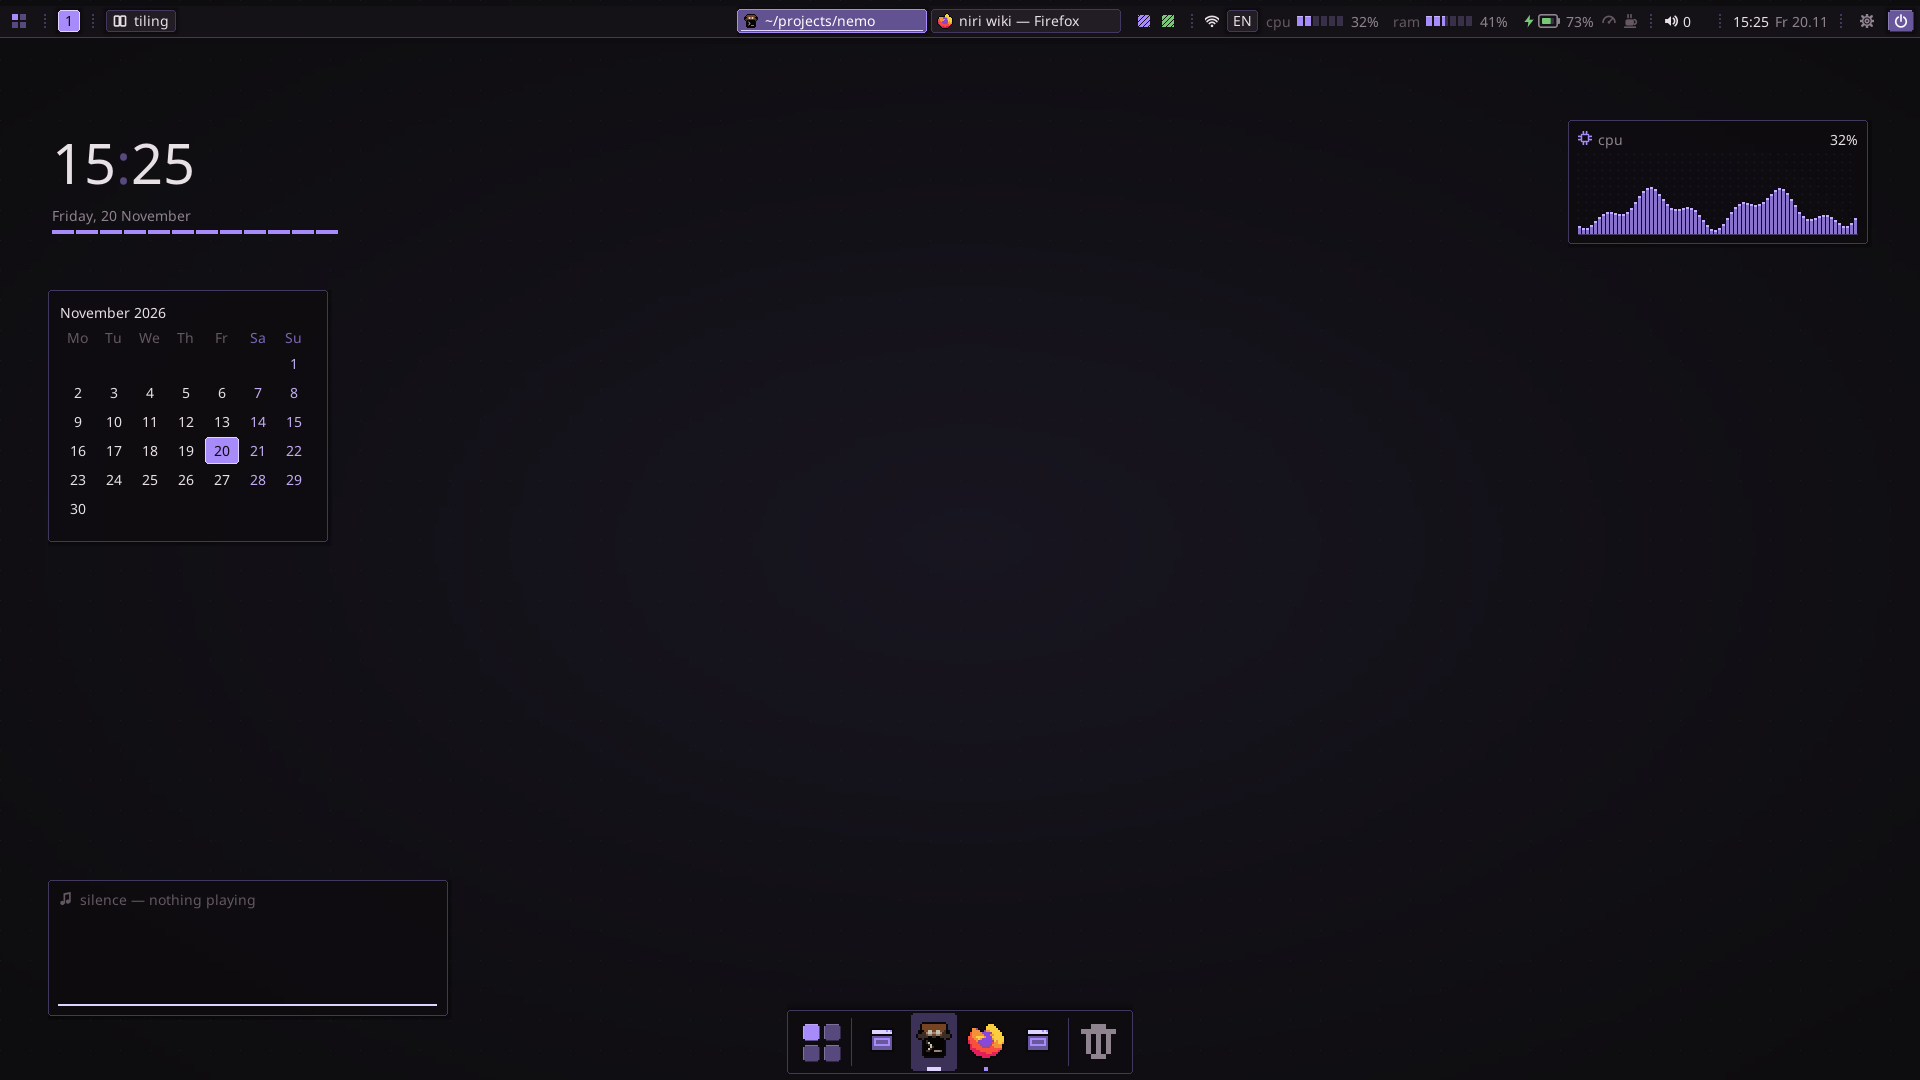 1 tiling ~/projects/nemo niri wiki — Firefox EN cpu 32% ram 41% 73% 0 15:25 Fr 20.11
15:25
Friday, 20 November
cpu 32%
November 2026
Mo Tu We Th Fr Sa Su
1
2 3 4 5 6 7 8
9 10 11 12 13 14 15
16 17 18 19 20 21 22
23 24 25 26 27 28 29
30
silence — nothing playing